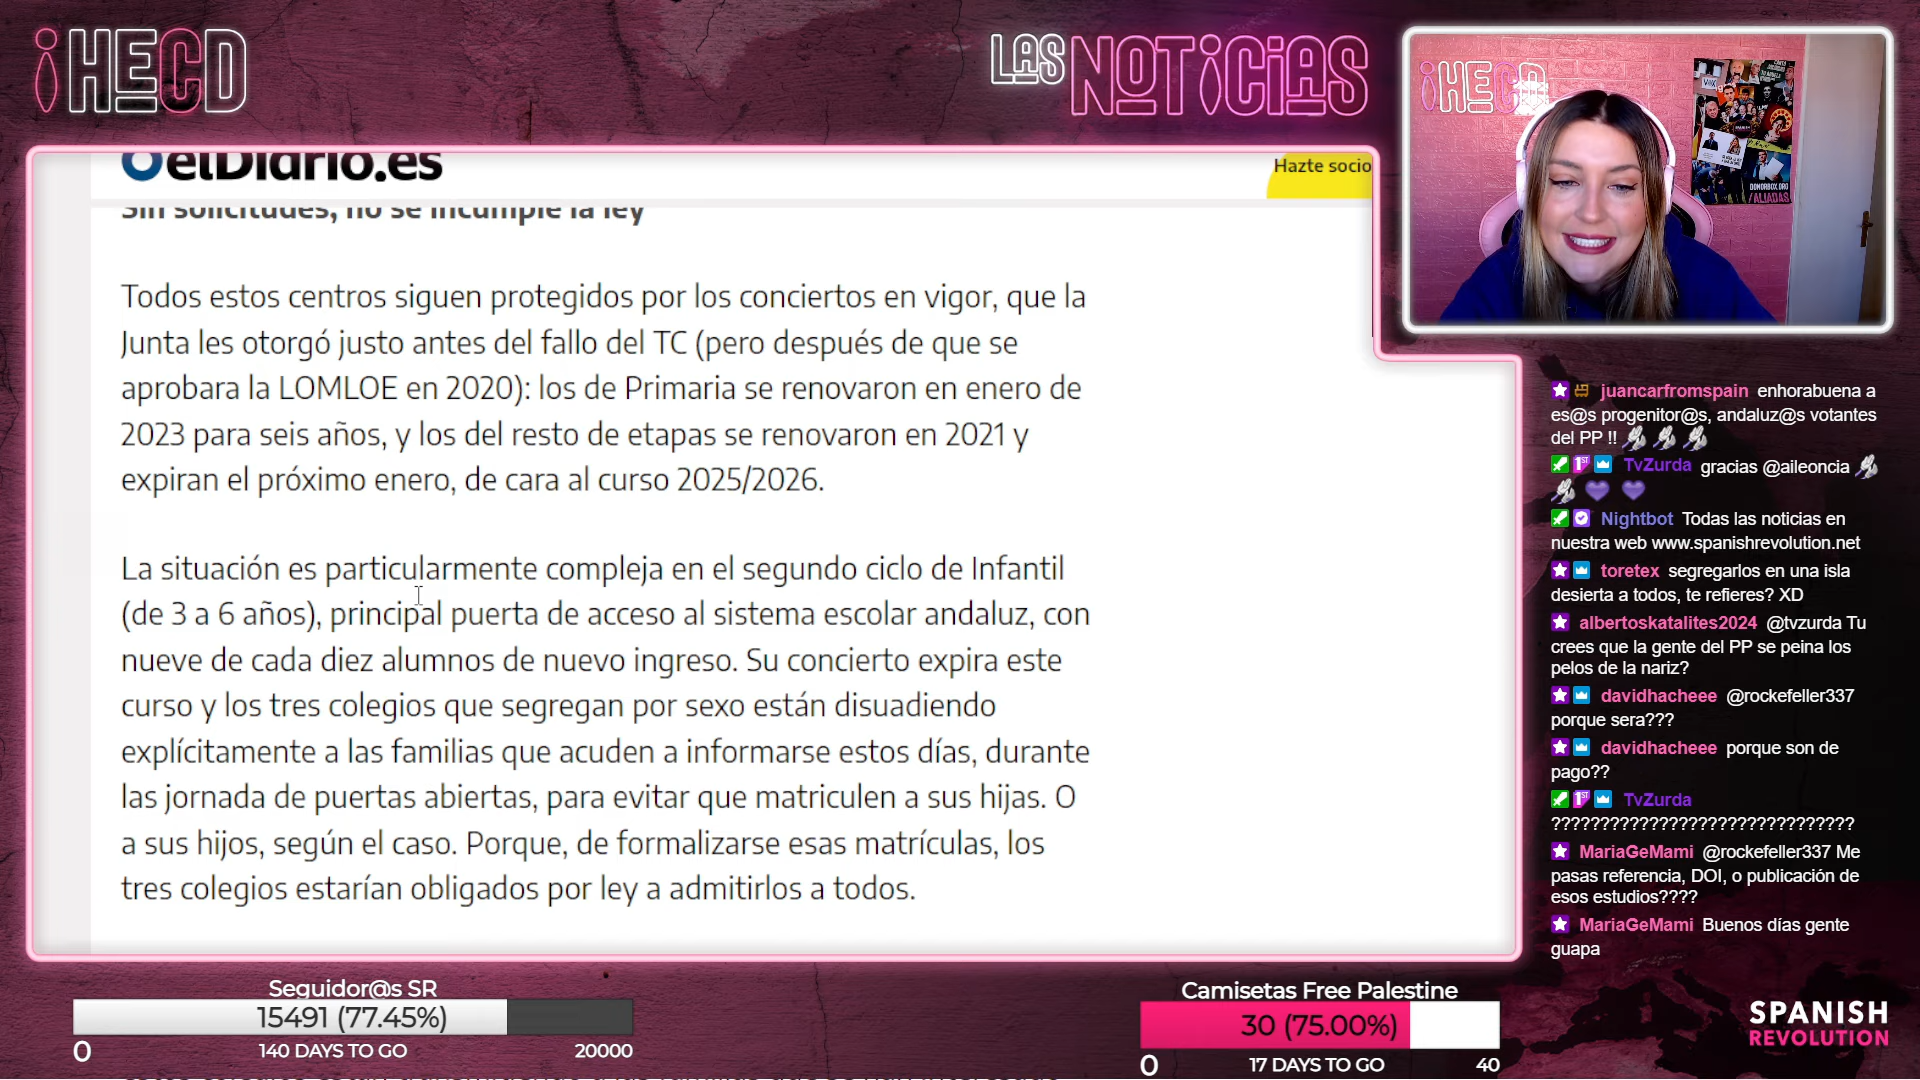 ¡HECD
LAS NOTICIAS
elDiario.es
Hazte socio
Sin solicitudes, no se incumple la ley
Todos estos centros siguen protegidos por los conciertos en vigor, que la
Junta les otorgó justo antes del fallo del TC (pero después de que se
aprobara la LOMLOE en 2020): los de Primaria se renovaron en enero de
2023 para seis años, y los del resto de etapas se renovaron en 2021 y
expiran el próximo enero, de cara al curso 2025/2026.
La situación es particularmente compleja en el segundo ciclo de Infantil
(de 3 a 6 años), principal puerta de acceso al sistema escolar andaluz, con
nueve de cada diez alumnos de nuevo ingreso. Su concierto expira este
curso y los tres colegios que segregan por sexo están disuadiendo
explícitamente a las familias que acuden a informarse estos días, durante
las jornada de puertas abiertas, para evitar que matriculen a sus hijas. O
a sus hijos, según el caso. Porque, de formalizarse esas matrículas, los
tres colegios estarían obligados por ley a admitirlos a todos.
¡HECD
DONORBOX.ORG
/ALIADAS
juancarfromspain enhorabuena a
es@s progenitor@s, andaluz@s votantes
del PP !!
TvZurda gracias @aileoncia
Nightbot Todas las noticias en
nuestra web www.spanishrevolution.net
toretex segregarlos en una isla
desierta a todos, te refieres? XD
albertoskatalites2024 @tvzurda Tu
crees que la gente del PP se peina los
pelos de la nariz?
davidhacheee @rockefeller337
porque sera???
davidhacheee porque son de
pago??
TvZurda
???????????????????????????????
MariaGeMami @rockefeller337 Me
pasas referencia, DOI, o publicación de
esos estudios????
MariaGeMami Buenos días gente
guapa
Seguidor@s SR
15491 (77.45%)
0 140 DAYS TO GO 20000
Camisetas Free Palestine
30 (75.00%)
0 17 DAYS TO GO 40
SPANISH
REVOLUTION